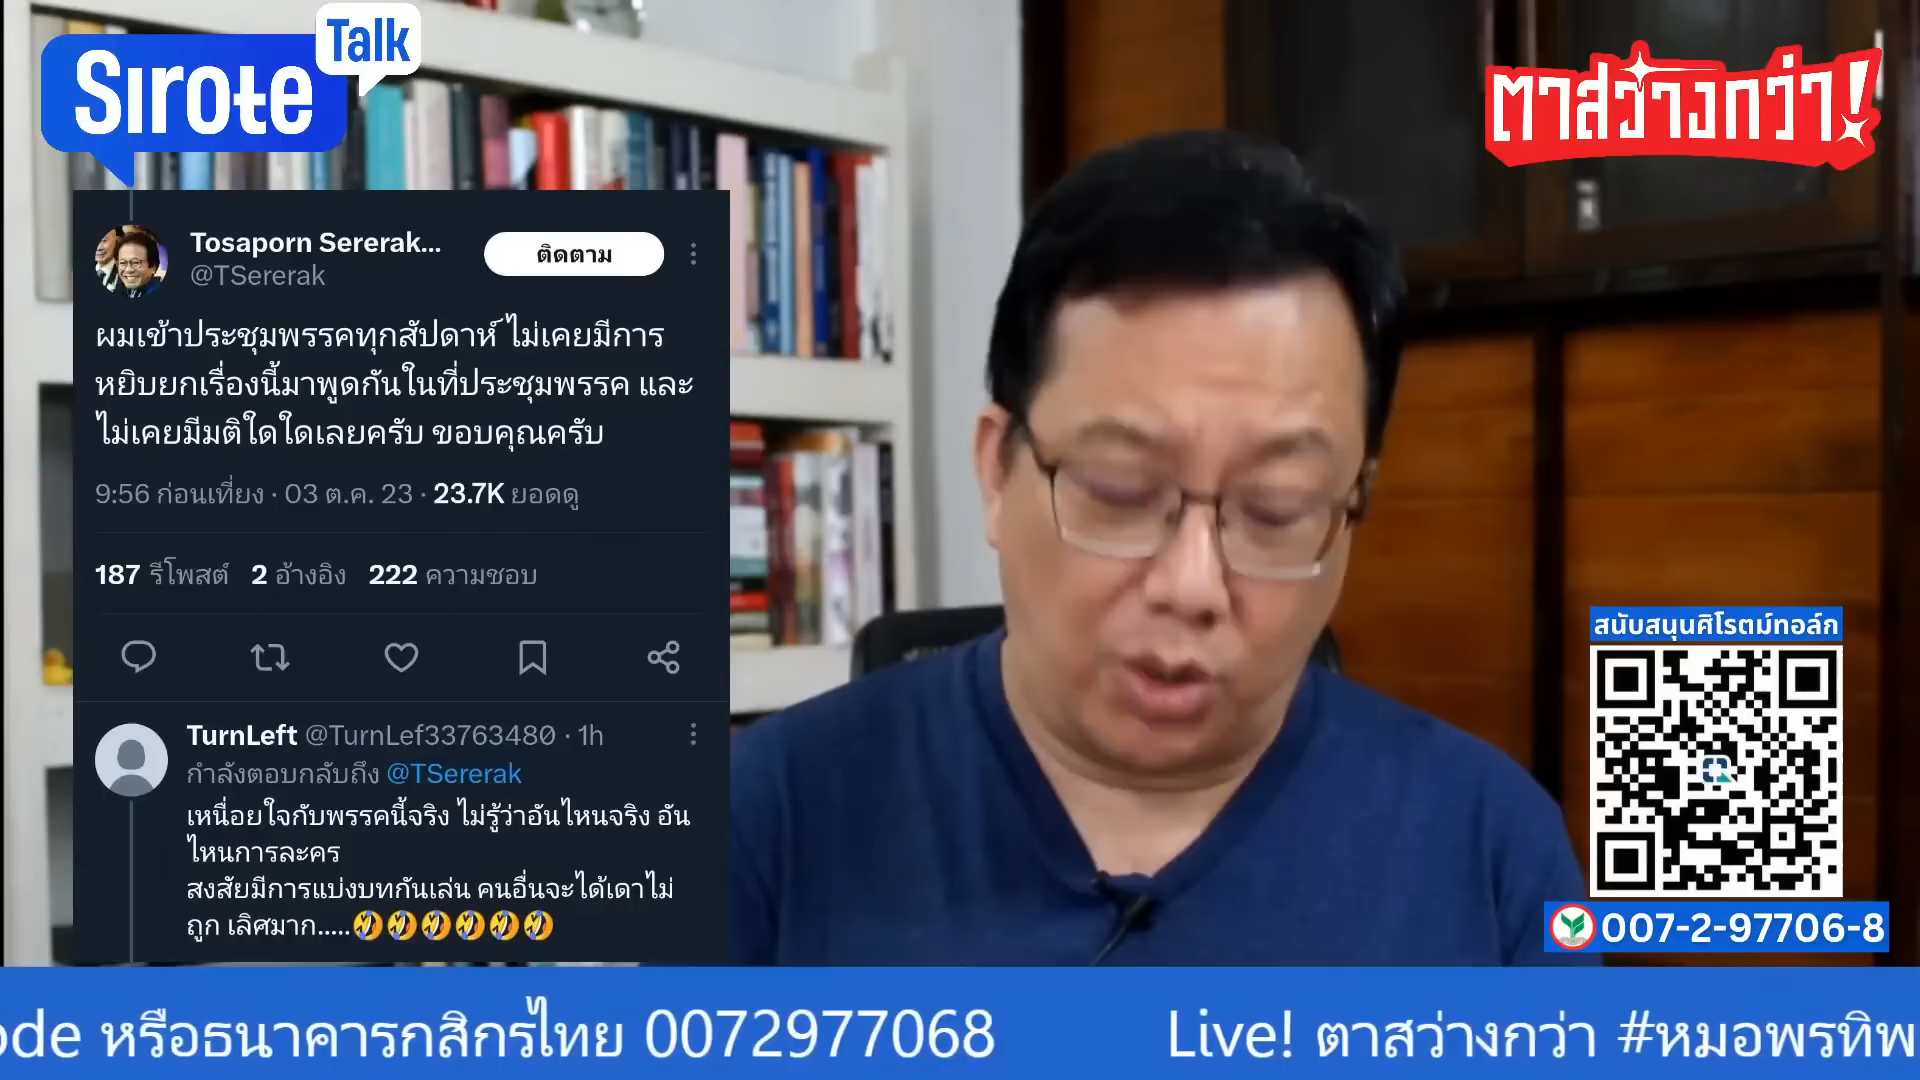 Sirote
Talk
ตาสว่างกว่า!
Tosaporn Sererak...
@TSererak
ติดตาม
ผมเข้าประชุมพรรคทุกสัปดาห์ ไม่เคยมีการ
หยิบยกเรื่องนี้มาพูดกันในที่ประชุมพรรค และ
ไม่เคยมีมติใดใดเลยครับ ขอบคุณครับ
9:56 ก่อนเที่ยง · 03 ต.ค. 23 · 23.7K ยอดดู
187 รีโพสต์ 2 อ้างอิง 222 ความชอบ
TurnLeft @TurnLef33763480 · 1h
กำลังตอบกลับถึง @TSererak
เหนื่อยใจกับพรรคนี้จริง ไม่รู้ว่าอันไหนจริง อัน
ไหนการละคร
สงสัยมีการแบ่งบทกันเล่น คนอื่นจะได้เดาไม่
ถูก เลิศมาก.....🤣🤣🤣🤣🤣🤣
สนับสนุนศิโรตม์ทอล์ก
007-2-97706-8
ode หรือธนาคารกสิกรไทย 0072977068
Live! ตาสว่างกว่า #หมอพรทิพ